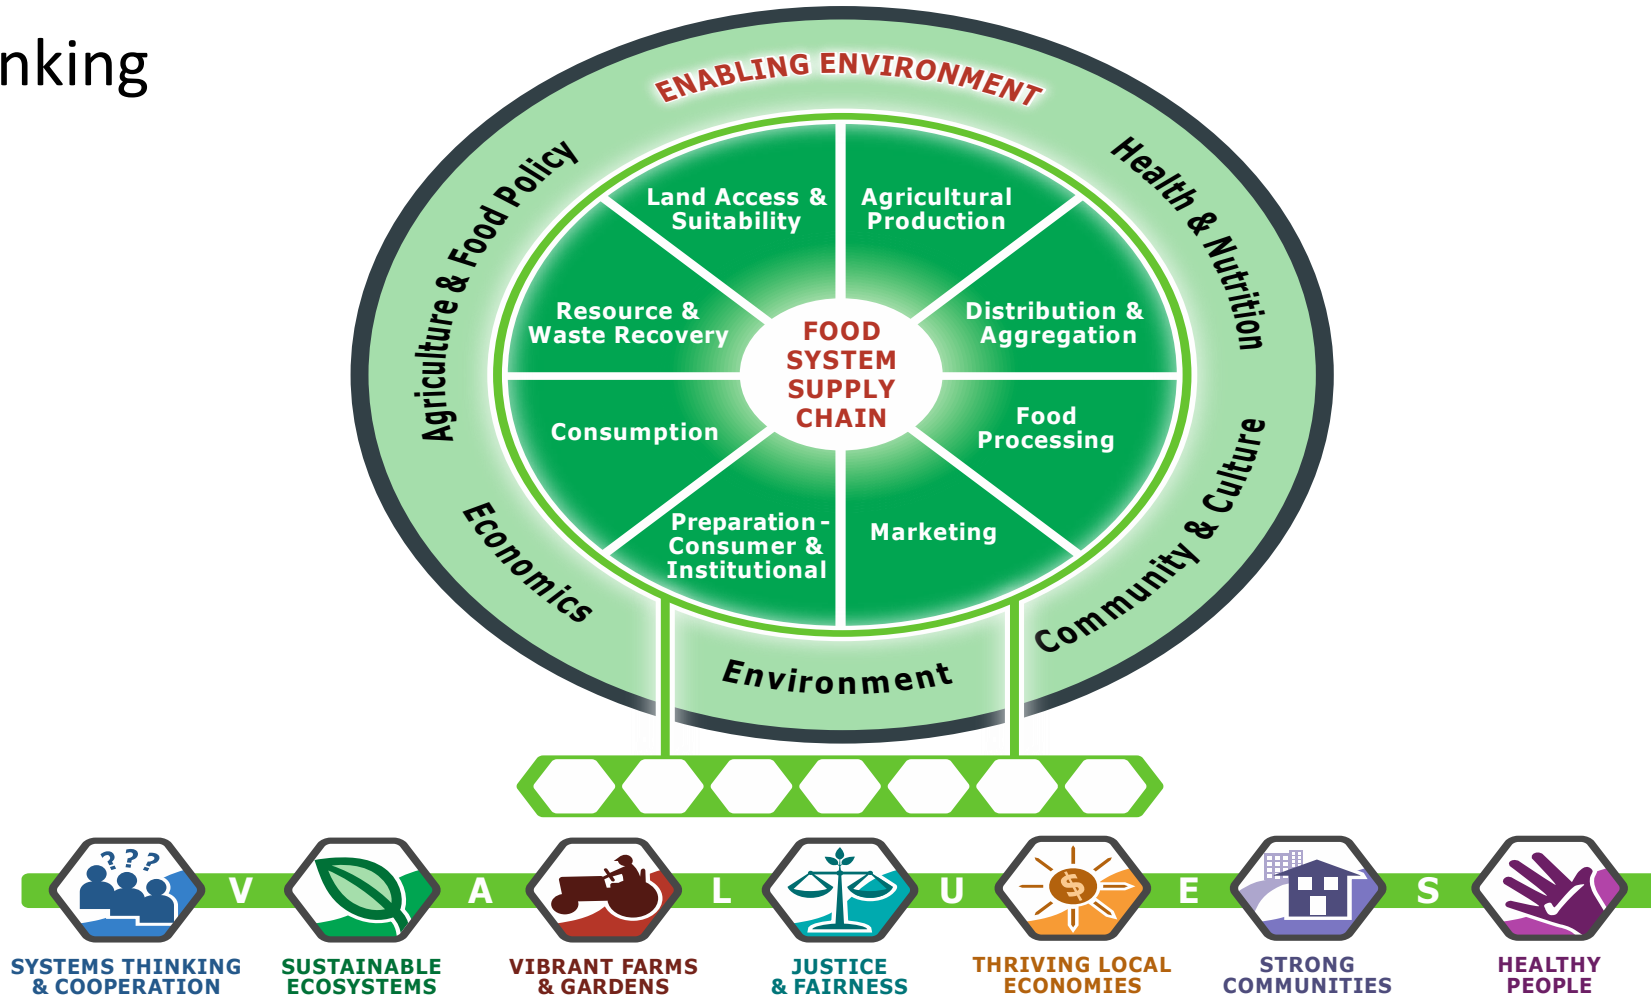 nking
ENABLING ENVIRONMENT
Agriculture & Food Policy
Health & Nutrition
Land Access &
Suitability
Agricultural
Production
Resource &
Waste Recovery
Distribution &
Aggregation
FOOD
SYSTEM
SUPPLY
CHAIN
Consumption
Food
Processing
Preparation -
Consumer &
Institutional
Marketing
Economics
Community & Culture
Environment
???
$
V A L U E S
SYSTEMS THINKING
& COOPERATION
SUSTAINABLE
ECOSYSTEMS
VIBRANT FARMS
& GARDENS
JUSTICE
& FAIRNESS
THRIVING LOCAL
ECONOMIES
STRONG
COMMUNITIES
HEALTHY
PEOPLE